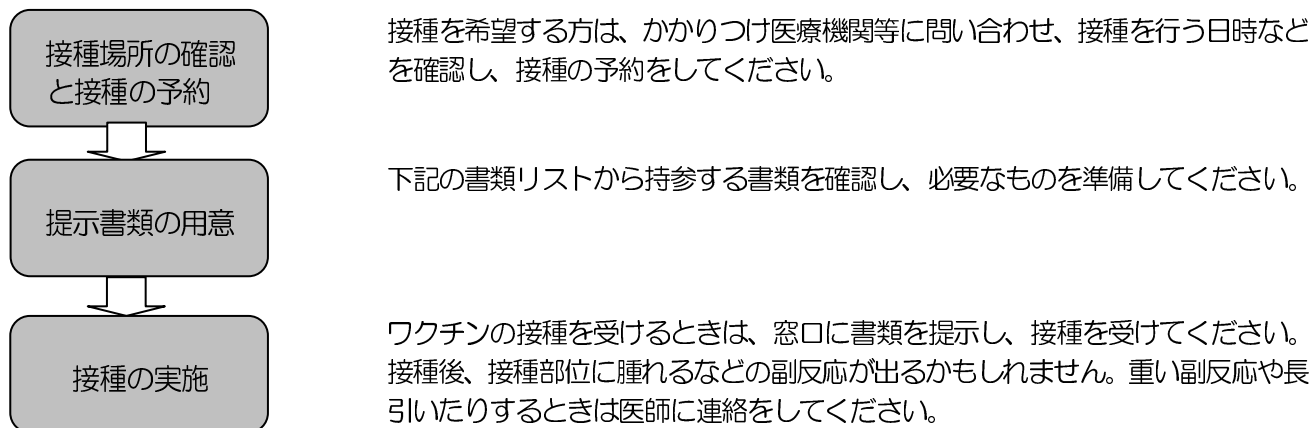 接種場所の確認
と接種の予約
接種を希望する方は、かかりつけ医療機関等に問い合わせ、接種を行う日時など
を確認し、接種の予約をしてください。
提示書類の用意
下記の書類リストから持参する書類を確認し、必要なものを準備してください。
接種の実施
ワクチンの接種を受けるときは、窓口に書類を提示し、接種を受けてください。
接種後、接種部位に腫れるなどの副反応が出るかもしれません。重い副反応や長
引いたりするときは医師に連絡をしてください。